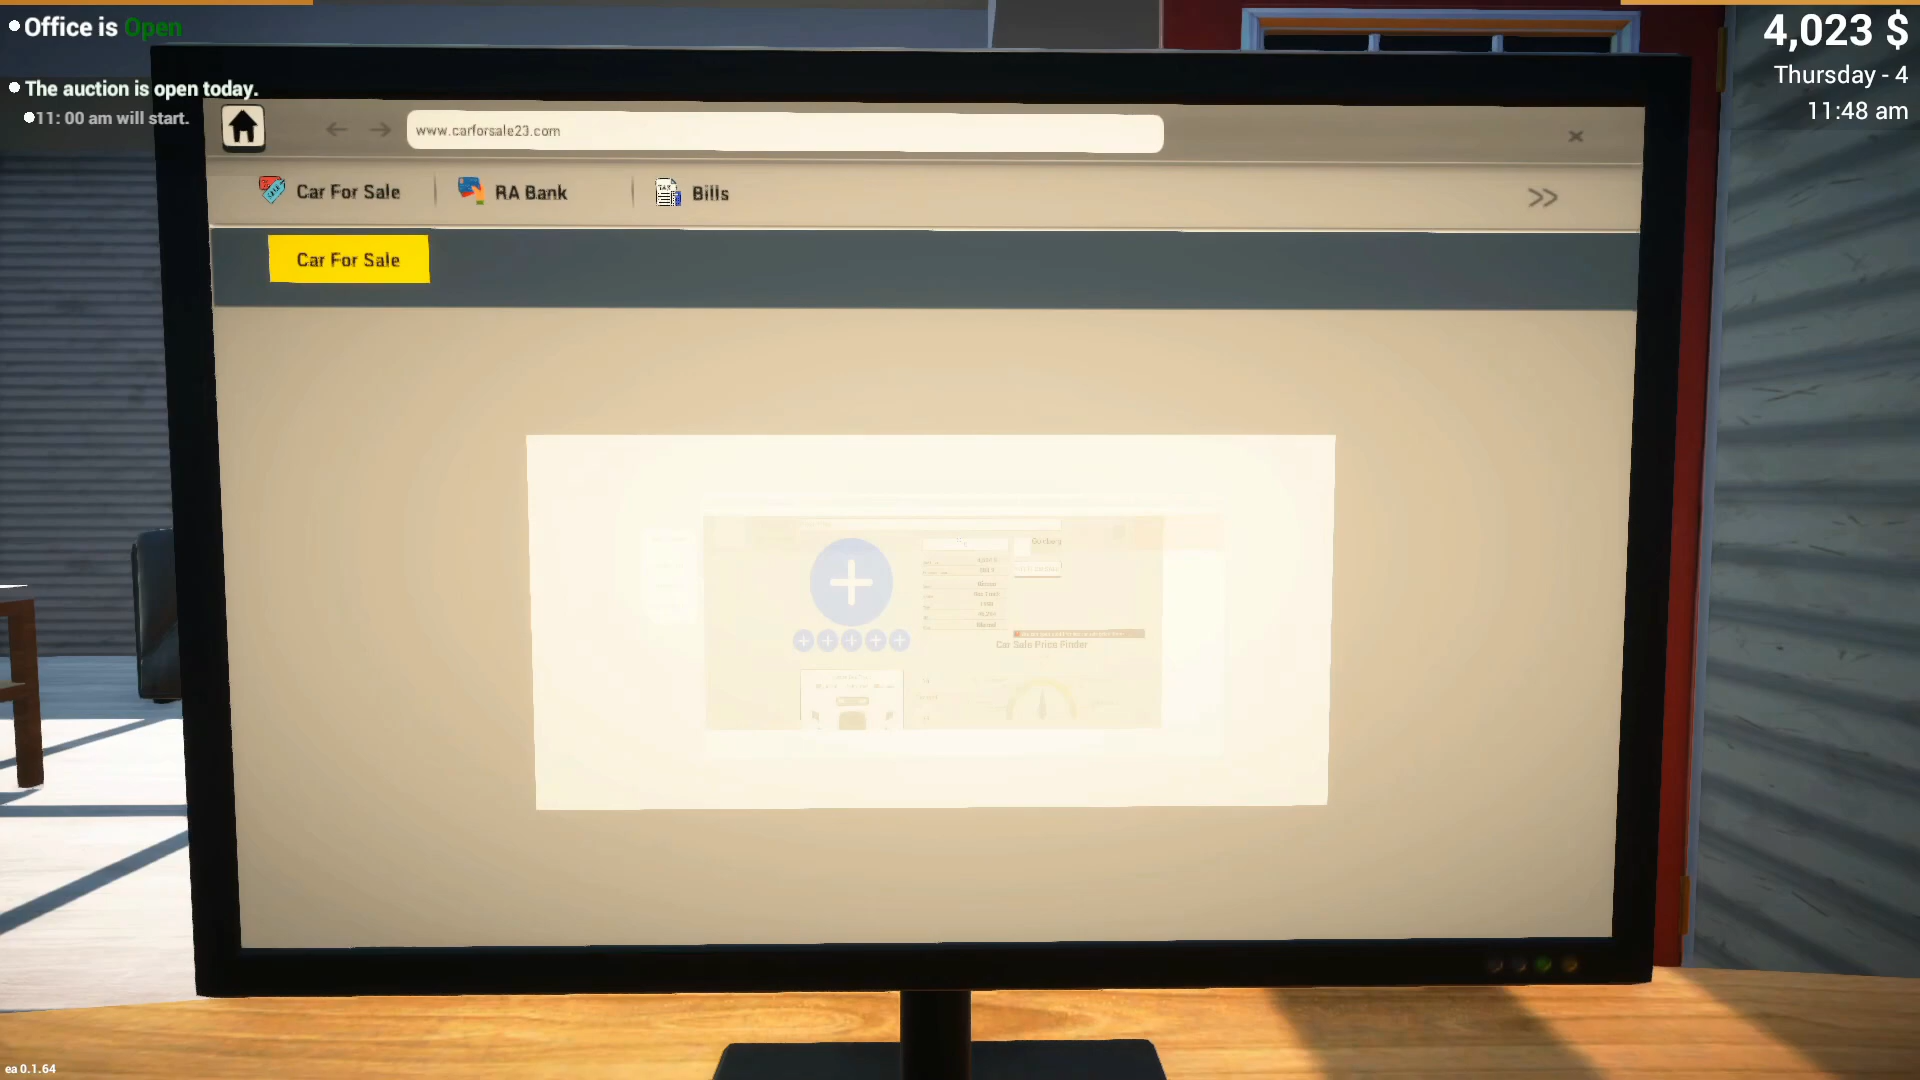 Office is Open
The auction is open today.
11: 00 am will start.
4,023 $
Thursday - 4
11:48 am
www.carforsale23.com
Car For Sale
RA Bank
Bills
>>
Car For Sale
Car Sale Price Finder
ea 0.1.64